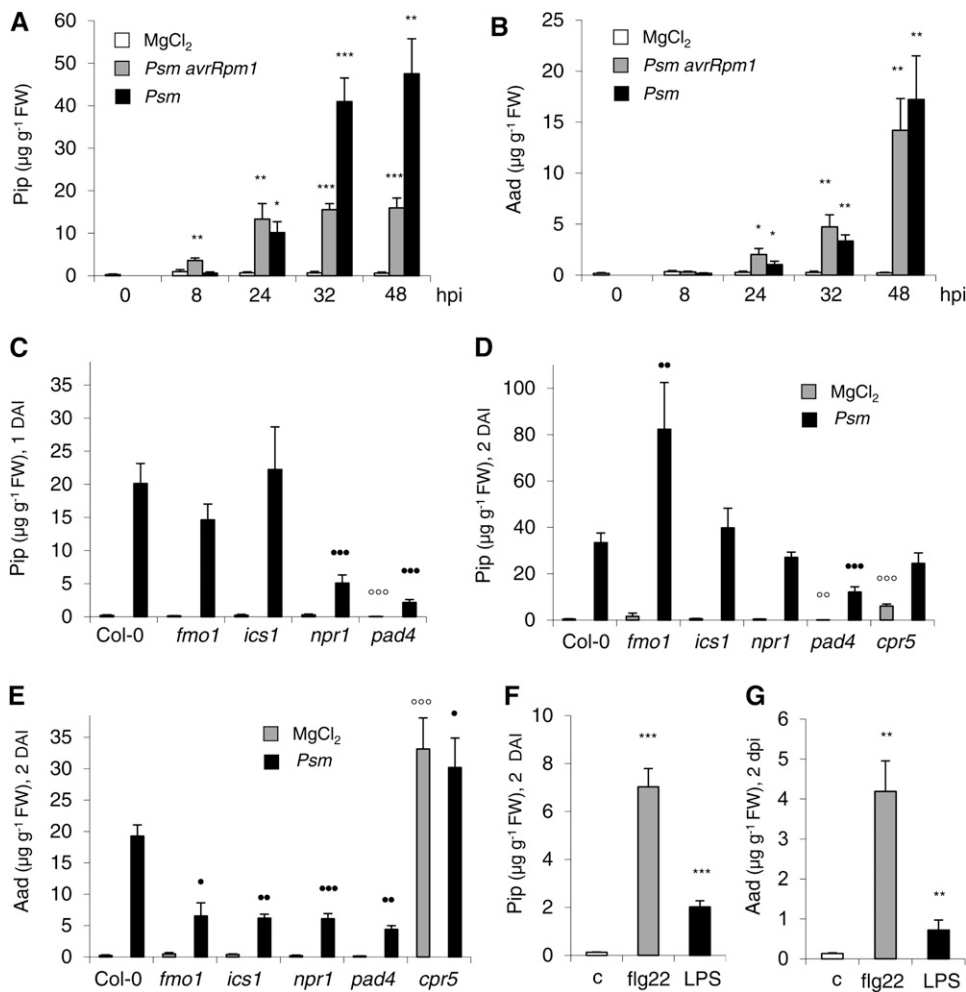 A
60
50
40
30
20
10
0
Pip (µg g⁻¹ FW)
MgCl₂
Psm avrRpm1
Psm
**
**
*
***
***
***
**
0 8 24 32 48 hpi
B
25
20
15
10
5
0
Aad (µg g⁻¹ FW)
MgCl₂
Psm avrRpm1
Psm
*
*
**
**
**
**
0 8 24 32 48 hpi
C
35
30
25
20
15
10
5
0
Pip (µg g⁻¹ FW), 1 DAI
•••
°°°
•••
Col-0 fmo1 ics1 npr1 pad4
D
100
80
60
40
20
0
Pip (µg g⁻¹ FW), 2 DAI
MgCl₂
Psm
••
°°
•••
°°°
Col-0 fmo1 ics1 npr1 pad4 cpr5
E
35
30
25
20
15
10
5
0
Aad (µg g⁻¹ FW), 2 DAI
MgCl₂
Psm
•
••
•••
••
°°°
•
Col-0 fmo1 ics1 npr1 pad4 cpr5
F
10
8
6
4
2
0
Pip (µg g⁻¹ FW), 2 DAI
***
***
c flg22 LPS
G
6
5
4
3
2
1
0
Aad (µg g⁻¹ FW), 2 dpi
**
**
c flg22 LPS